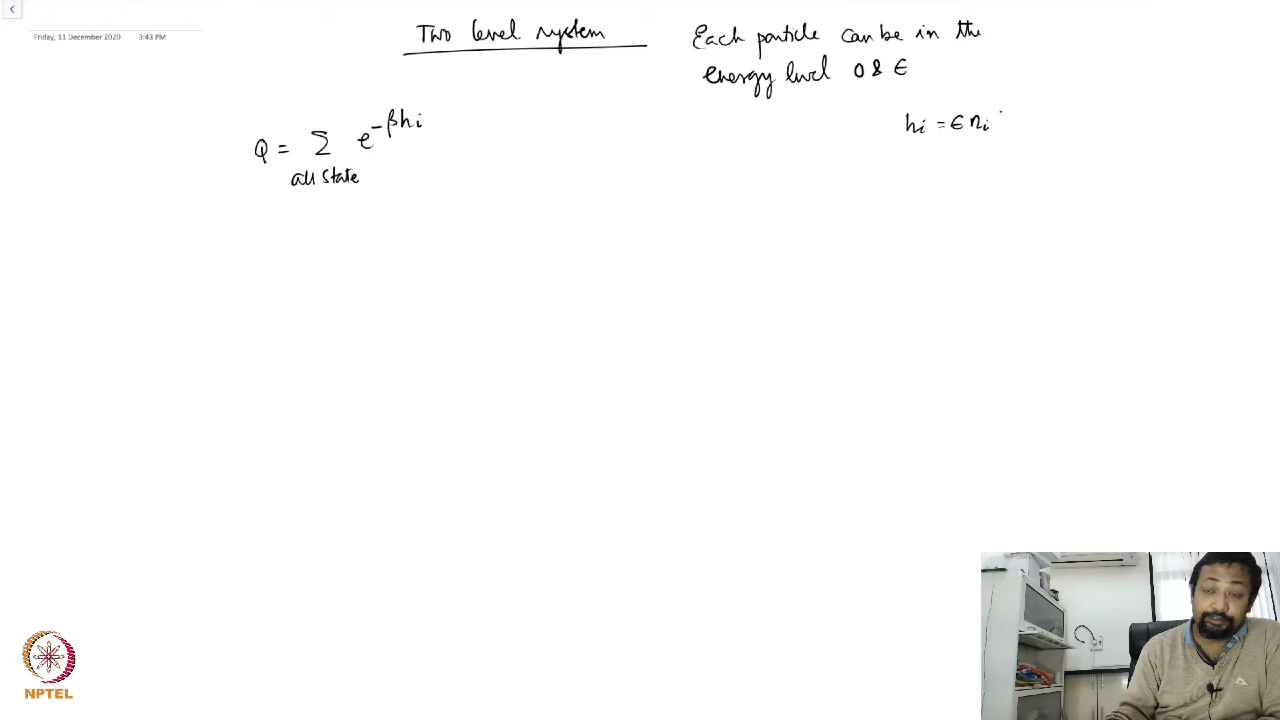 Friday, 11 December 2020 3:43 PM
Two level system
Each particle can be in the
energy level 0 & ϵ
hi = ϵ ni
Q = Σ e^{-βhi}
all state
NPTEL